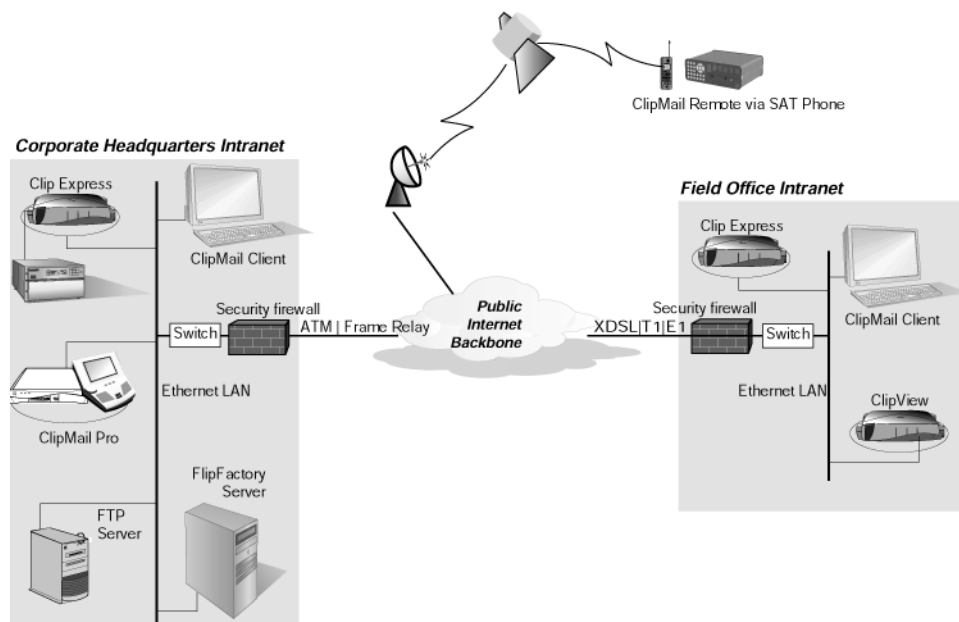 ClipMail Remote via SAT Phone
Corporate Headquarters Intranet
Clip Express
ClipMail Client
Security firewall
Switch
ATM | Frame Relay
Ethernet LAN
ClipMail Pro
FlipFactory
Server
FTP
Server
Public
Internet
Backbone
Field Office Intranet
Clip Express
ClipMail Client
Security firewall
XDSL|T1|E1
Switch
Ethernet LAN
ClipView